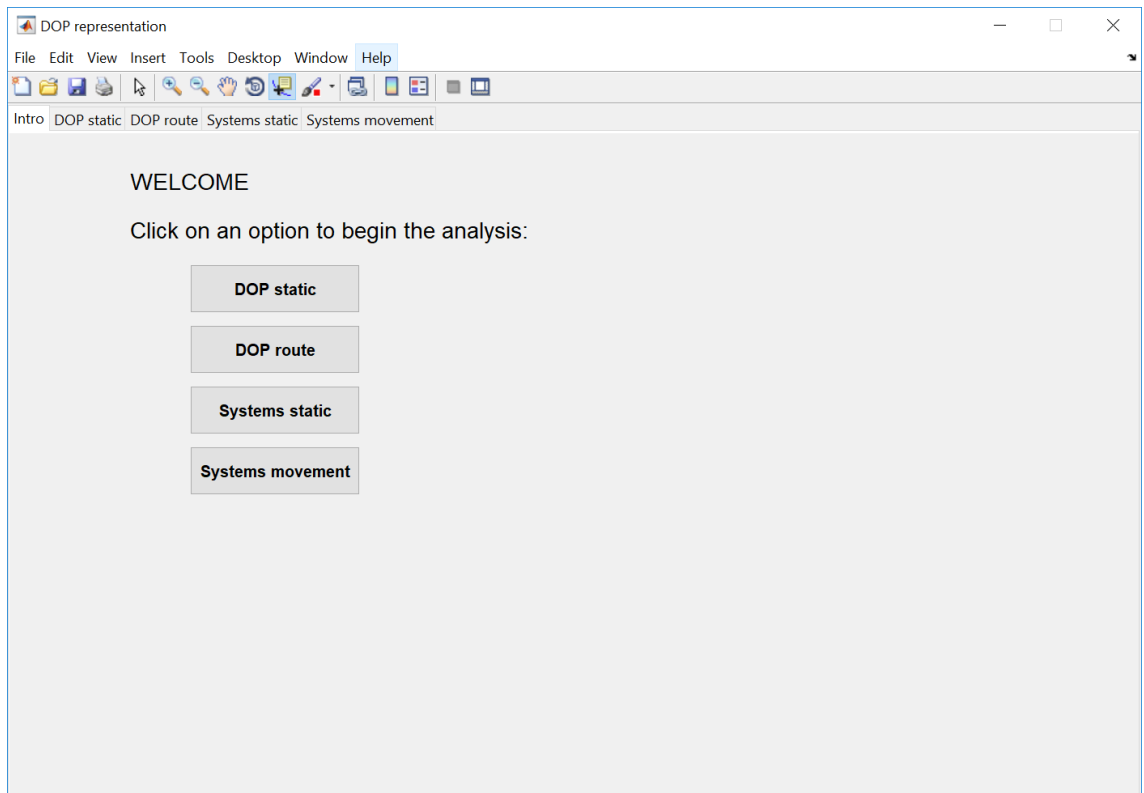 DOP representation
File Edit View Insert Tools Desktop Window Help
Intro DOP static DOP route Systems static Systems movement
WELCOME
Click on an option to begin the analysis:
DOP static
DOP route
Systems static
Systems movement